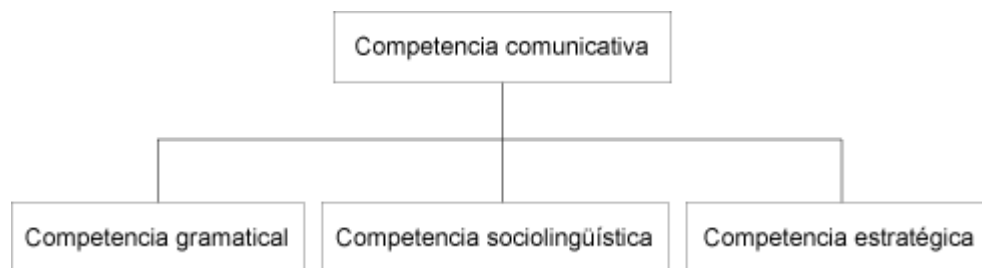 Competencia comunicativa
Competencia gramatical
Competencia sociolingüística
Competencia estratégica